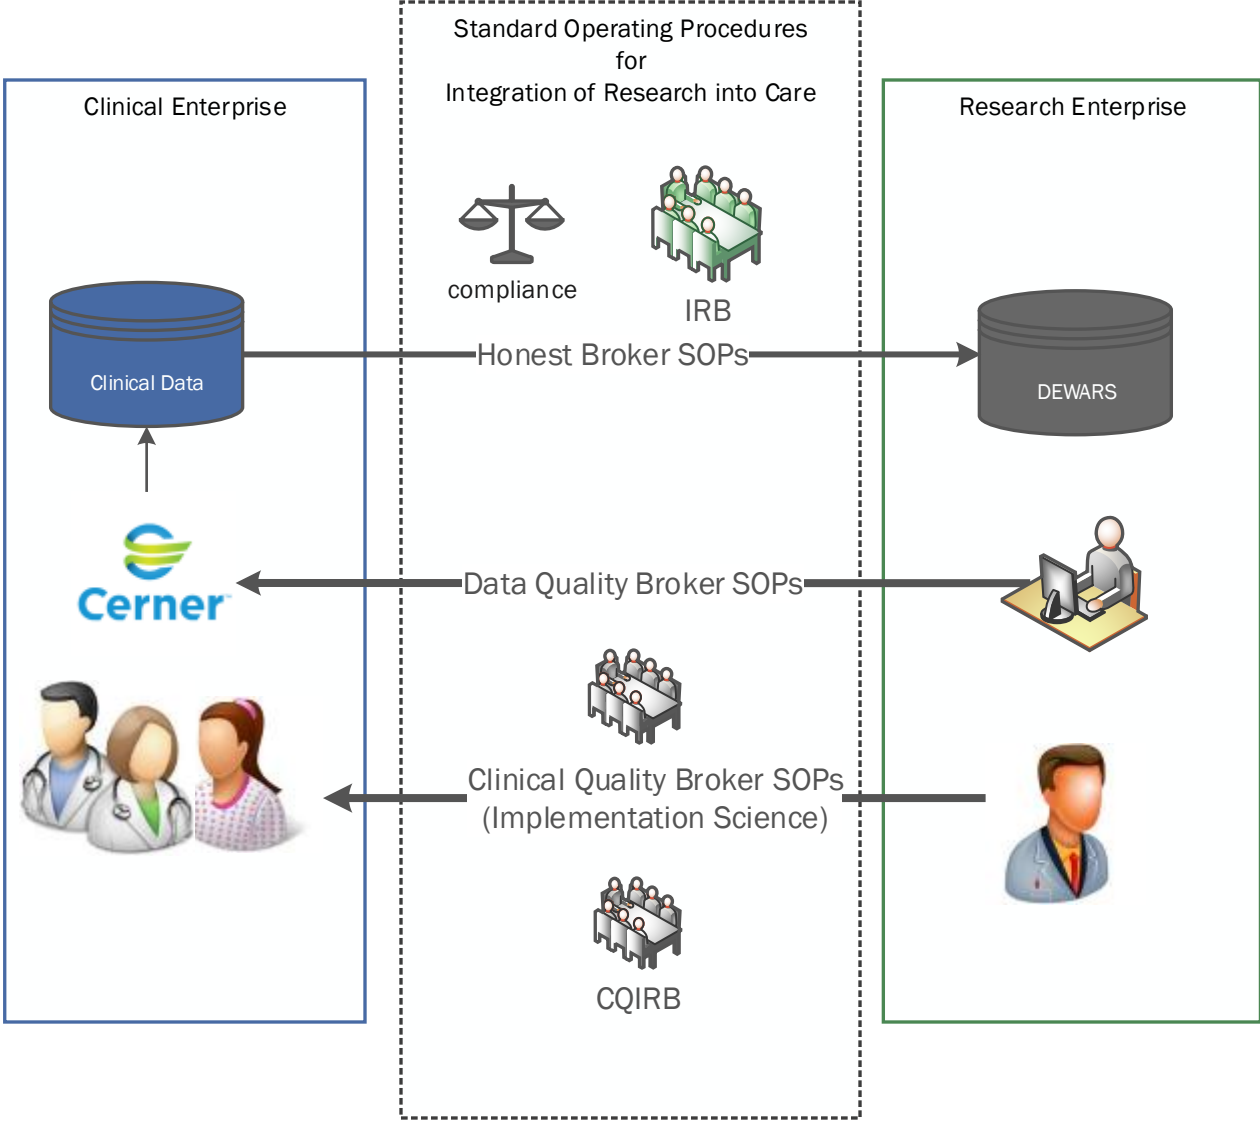 Standard Operating Procedures
for
Integration of Research into Care
Clinical Enterprise
Research Enterprise
compliance
IRB
Honest Broker SOPs
Clinical Data
DEWARS
Cerner
Data Quality Broker SOPs
Clinical Quality Broker SOPs
(Implementation Science)
CQIRB